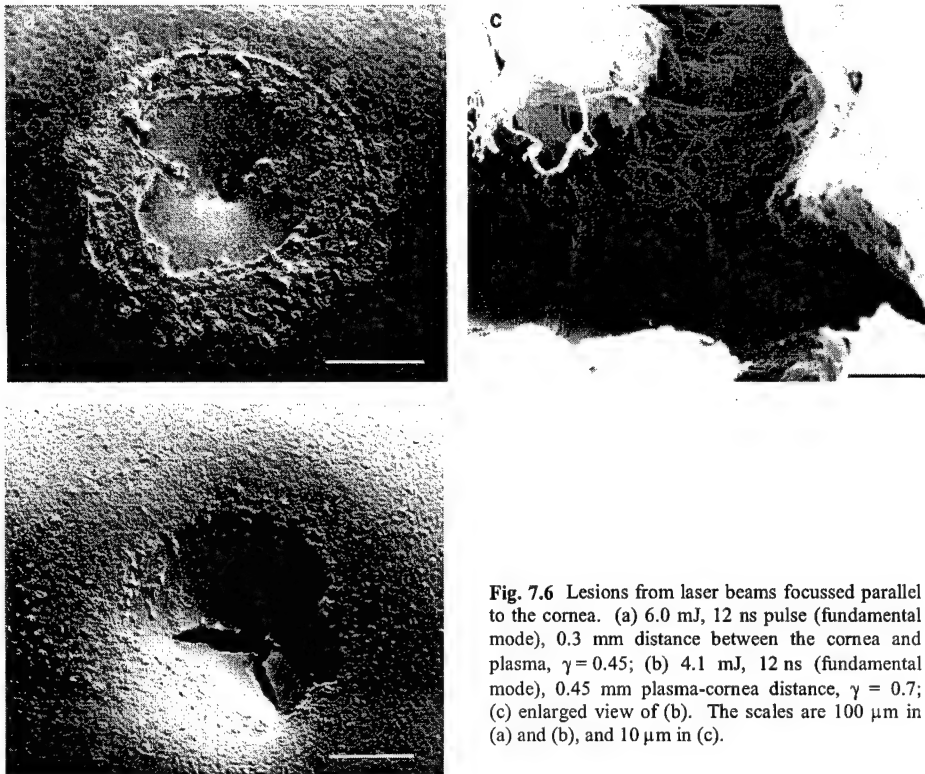 c
Fig. 7.6 Lesions from laser beams focussed parallel
to the cornea. (a) 6.0 mJ, 12 ns pulse (fundamental
mode), 0.3 mm distance between the cornea and
plasma, γ = 0.45; (b) 4.1 mJ, 12 ns (fundamental
mode), 0.45 mm plasma-cornea distance, γ = 0.7;
(c) enlarged view of (b). The scales are 100 μm in
(a) and (b), and 10 μm in (c).